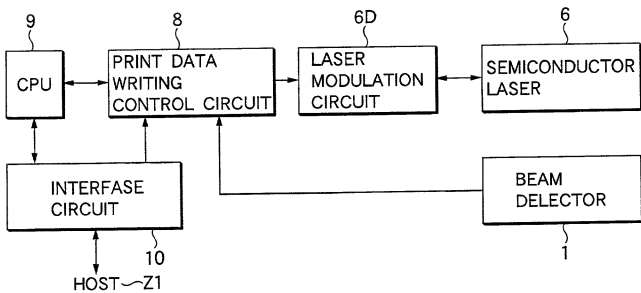 9
8
6D
6
CPU
PRINT DATA
WRITING
CONTROL CIRCUIT
LASER
MODULATION
CIRCUIT
SEMICONDUCTOR
LASER
INTERFASE
CIRCUIT
BEAM
DELECTOR
10
1
HOST
Z1